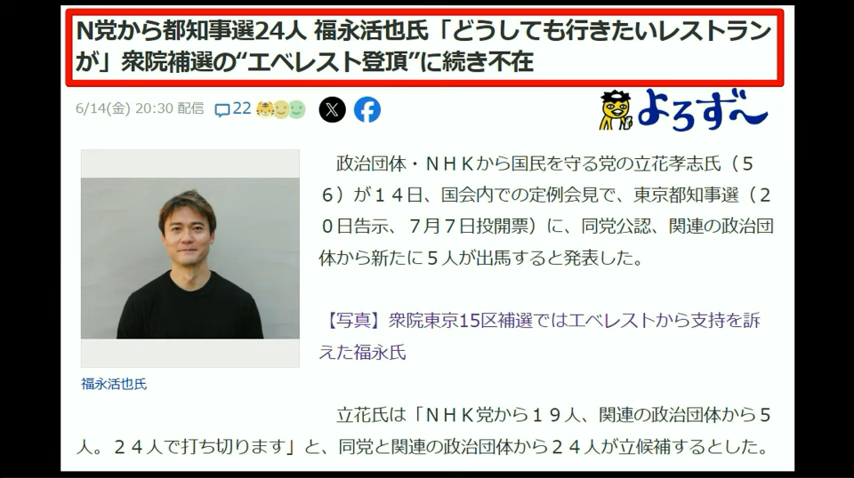 N党から都知事選24人 福永活也氏「どうしても行きたいレストラン
が」衆院補選の“エベレスト登頂”に続き不在
6/14(金) 20:30 配信 22
よろず〜
政治団体・ＮＨＫから国民を守る党の立花孝志氏（５
６）が１４日、国会内での定例会見で、東京都知事選（２
０日告示、７月７日投開票）に、同党公認、関連の政治団
体から新たに５人が出馬すると発表した。
【写真】衆院東京15区補選ではエベレストから支持を訴
えた福永氏
福永活也氏
立花氏は「ＮＨＫ党から１９人、関連の政治団体から５
人。２４人で打ち切ります」と、同党と関連の政治団体から２４人が立候補するとした。